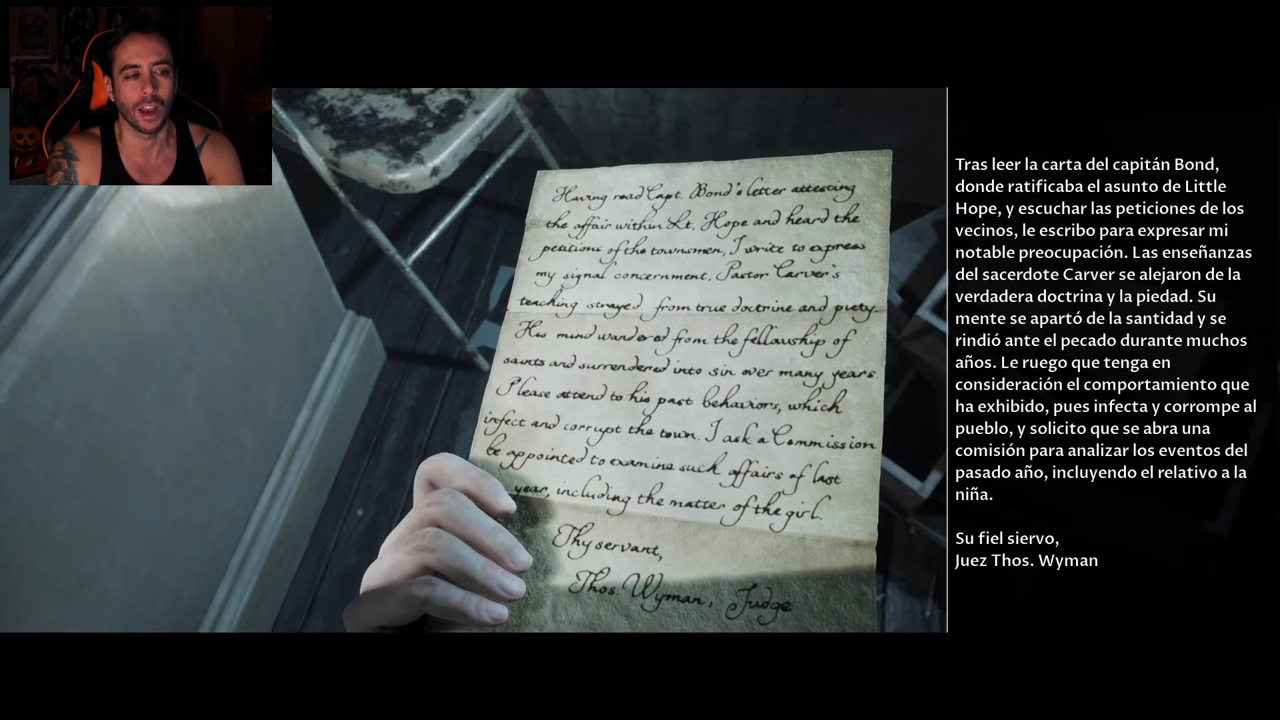 Having read Capt. Bond's letter attesting
the affair within Lt. Hope and heard the
petitions of the townsmen, I write to express
my signal concernment. Pastor Carver's
teaching strayed from true doctrine and piety.
His mind wandered from the fellowship of
saints and surrendered into sin over many years.
Please attend to his past behaviors, which
infect and corrupt the town. I ask a Commission
be appointed to examine such affairs of last
year, including the matter of the girl.
Thy servant,
Thos. Wyman, Judge
Tras leer la carta del capitán Bond,
donde ratificaba el asunto de Little
Hope, y escuchar las peticiones de los
vecinos, le escribo para expresar mi
notable preocupación. Las enseñanzas
del sacerdote Carver se alejaron de la
verdadera doctrina y la piedad. Su
mente se apartó de la santidad y se
rindió ante el pecado durante muchos
años. Le ruego que tenga en
consideración el comportamiento que
ha exhibido, pues infecta y corrompe al
pueblo, y solicito que se abra una
comisión para analizar los eventos del
pasado año, incluyendo el relativo a la
niña.
Su fiel siervo,
Juez Thos. Wyman